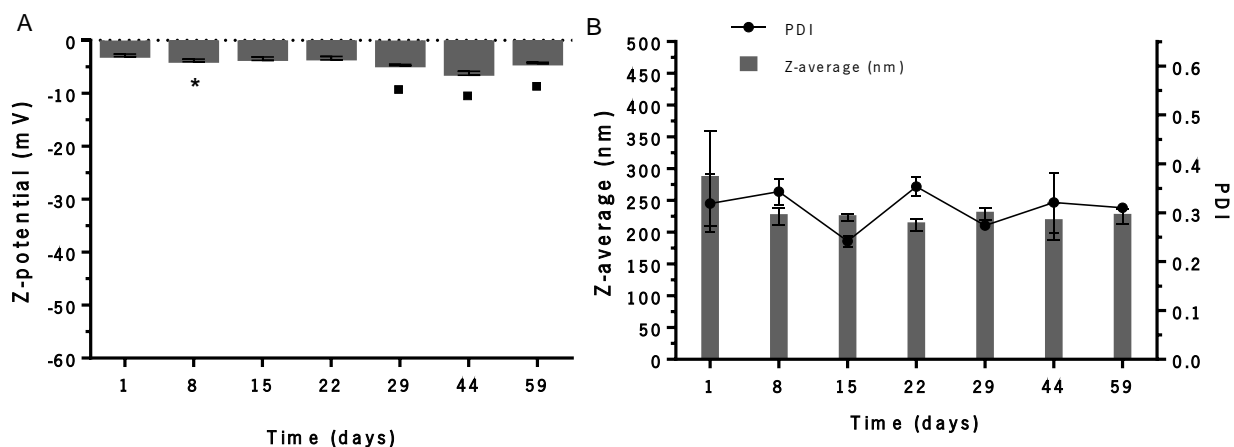 A
Z-potential (mV)
0
-10
-20
-30
-40
-50
-60
*
1 8 15 22 29 44 59
Time (days)
B
PDI
Z-average (nm)
Z-average (nm)
500
450
400
350
300
250
200
150
100
50
0
0.6
0.5
0.4
0.3
0.2
0.1
0.0
PDI
1 8 15 22 29 44 59
Time (days)